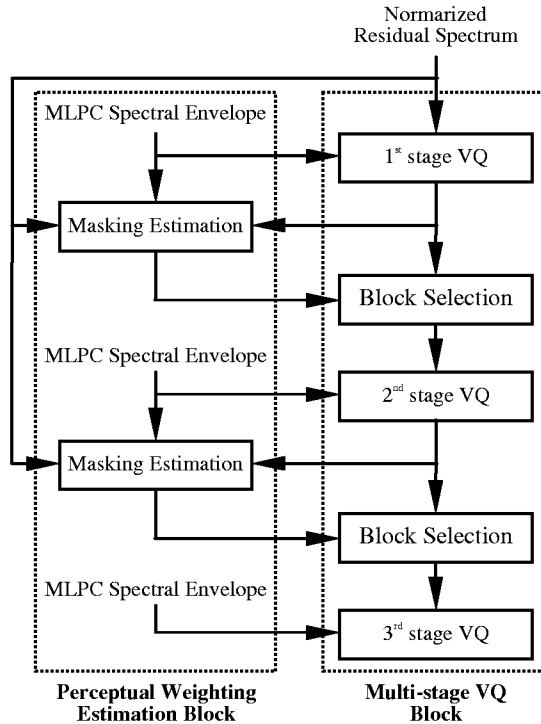 Normarized
Residual Spectrum
MLPC Spectral Envelope
1st stage VQ
Masking Estimation
Block Selection
MLPC Spectral Envelope
2nd stage VQ
Masking Estimation
Block Selection
MLPC Spectral Envelope
3rd stage VQ
Perceptual Weighting
Estimation Block
Multi-stage VQ
Block